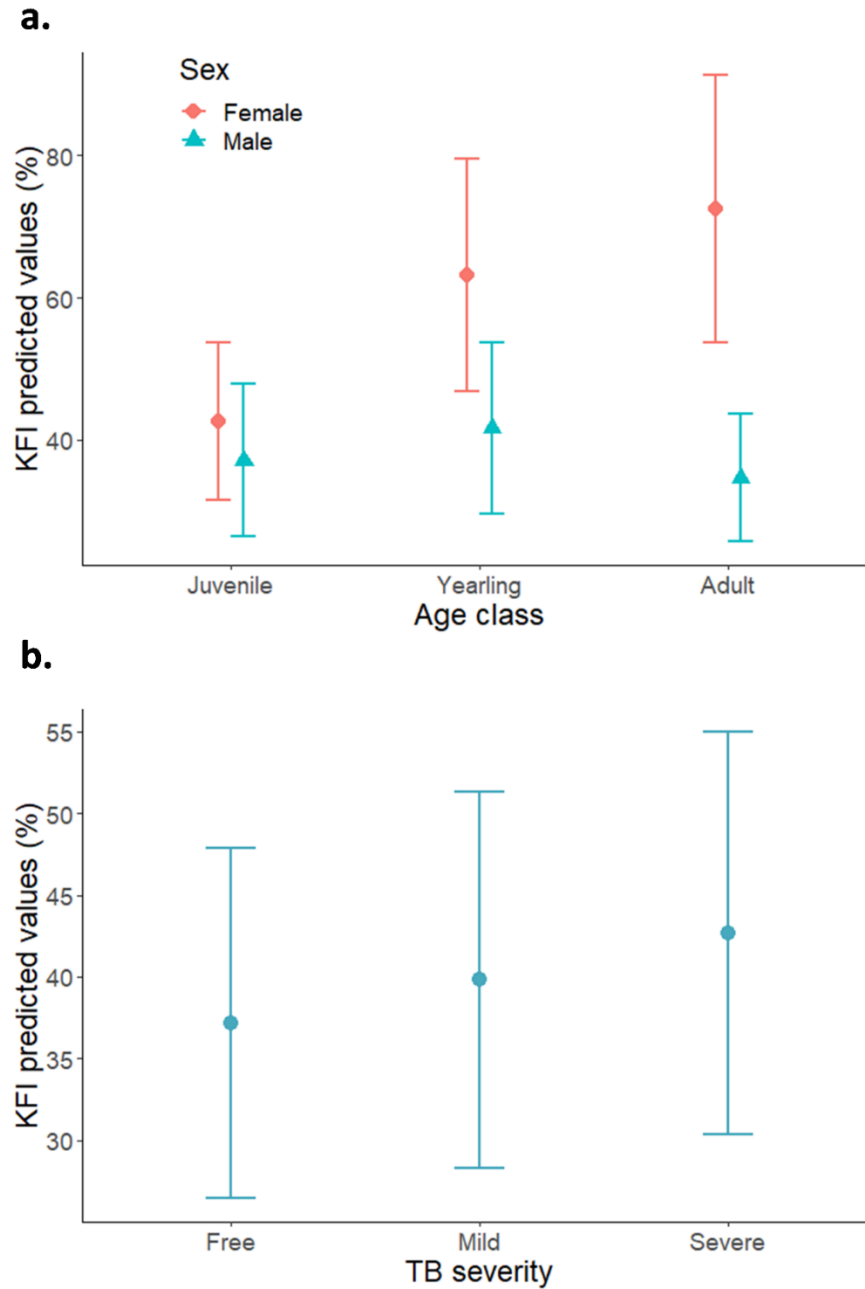 a.
Sex
Female
Male
KFI predicted values (%)
80
60
40
Juvenile Yearling Adult
Age class
b.
KFI predicted values (%)
55
50
45
40
35
30
Free Mild Severe
TB severity